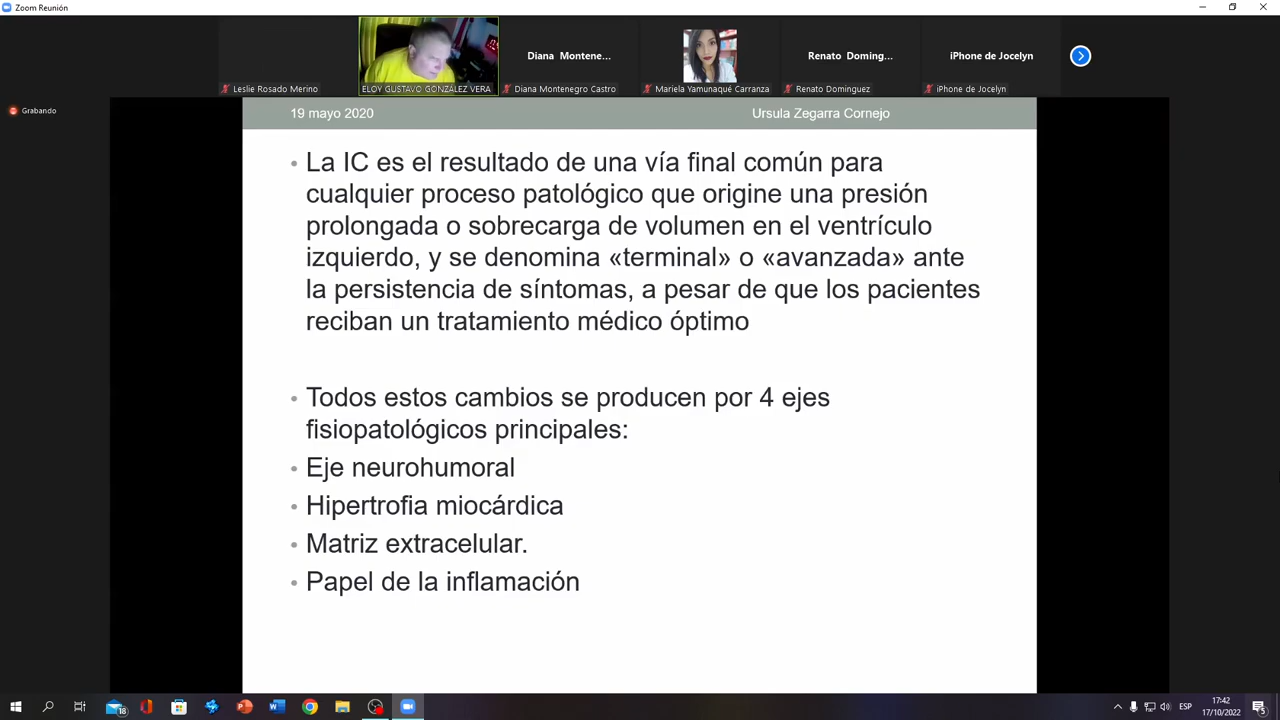 Zoom Reunión
Diana Montene...
Renato Doming...
iPhone de Jocelyn
Leslie Rosado Merino
ELOY GUSTAVO GONZÁLEZ VERA
Diana Montenegro Castro
Mariela Yamunaqué Carranza
Renato Dominguez
iPhone de Jocelyn
Grabando
19 mayo 2020
Ursula Zegarra Cornejo
• La IC es el resultado de una vía final común para
cualquier proceso patológico que origine una presión
prolongada o sobrecarga de volumen en el ventrículo
izquierdo, y se denomina «terminal» o «avanzada» ante
la persistencia de síntomas, a pesar de que los pacientes
reciban un tratamiento médico óptimo
• Todos estos cambios se producen por 4 ejes
fisiopatológicos principales:
• Eje neurohumoral
• Hipertrofia miocárdica
• Matriz extracelular.
• Papel de la inflamación
18
ESP
17:42
17/10/2022
5